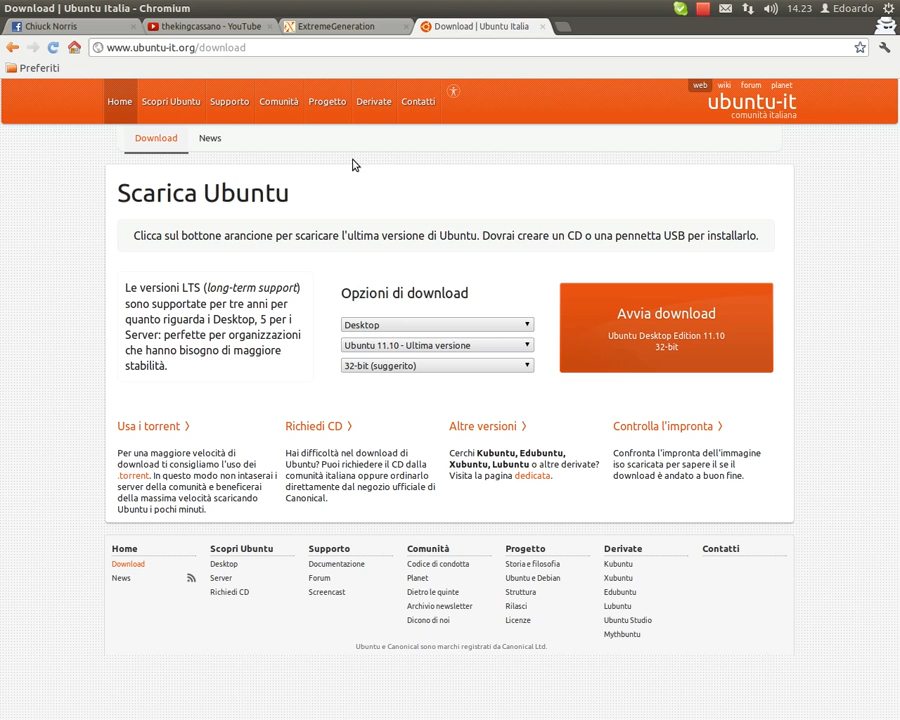 Download | Ubuntu Italia - Chromium
14.23 Edoardo
Chuck Norris
thekingcassano - YouTube
ExtremeGeneration
Download | Ubuntu Italia
www.ubuntu-it.org/download
Preferiti
web wiki forum planet
Home Scopri Ubuntu Supporto Comunità Progetto Derivate Contatti
ubuntu-it
comunità italiana
Download News
Scarica Ubuntu
Clicca sul bottone arancione per scaricare l'ultima versione di Ubuntu. Dovrai creare un CD o una pennetta USB per installarlo.
Le versioni LTS (long-term support)
sono supportate per tre anni per
quanto riguarda i Desktop, 5 per i
Server: perfette per organizzazioni
che hanno bisogno di maggiore
stabilità.
Opzioni di download
Desktop
Ubuntu 11.10 - Ultima versione
32-bit (suggerito)
Avvia download
Ubuntu Desktop Edition 11.10
32-bit
Usa i torrent 〉
Per una maggiore velocità di
download ti consigliamo l'uso dei
.torrent. In questo modo non intaserai i
server della comunità e beneficerai
della massima velocità scaricando
Ubuntu i pochi minuti.
Richiedi CD 〉
Hai difficoltà nel download di
Ubuntu? Puoi richiedere il CD dalla
comunità italiana oppure ordinarlo
direttamente dal negozio ufficiale di
Canonical.
Altre versioni 〉
Cerchi Kubuntu, Edubuntu,
Xubuntu, Lubuntu o altre derivate?
Visita la pagina dedicata.
Controlla l'impronta 〉
Confronta l'impronta dell'immagine
iso scaricata per sapere il se il
download è andato a buon fine.
Home
Download
News
Scopri Ubuntu
Desktop
Server
Richiedi CD
Supporto
Documentazione
Forum
Screencast
Comunità
Codice di condotta
Planet
Dietro le quinte
Archivio newsletter
Dicono di noi
Progetto
Storia e filosofia
Ubuntu e Debian
Struttura
Rilasci
Licenze
Derivate
Kubuntu
Xubuntu
Edubuntu
Lubuntu
Ubuntu Studio
Mythbuntu
Contatti
Ubuntu e Canonical sono marchi registrati da Canonical Ltd.